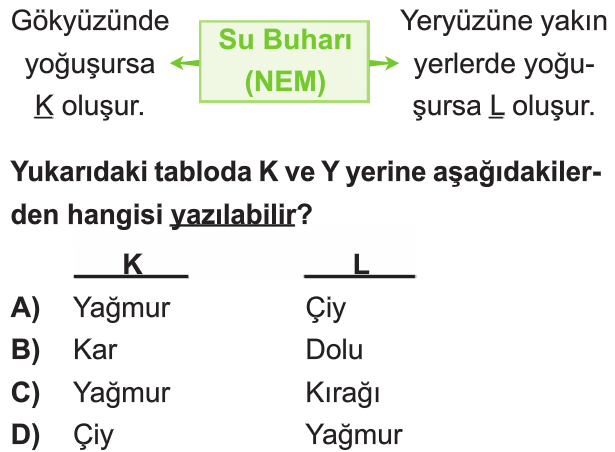 Gökyüzünde
yoğuşursa
K oluşur.
Su Buharı
(NEM)
Yeryüzüne yakın
yerlerde yoğu-
şursa L oluşur.
Yukarıdaki tabloda K ve Y yerine aşağıdakiler-
den hangisi yazılabilir?
K L
A) Yağmur Çiy
B) Kar Dolu
C) Yağmur Kırağı
D) Çiy Yağmur